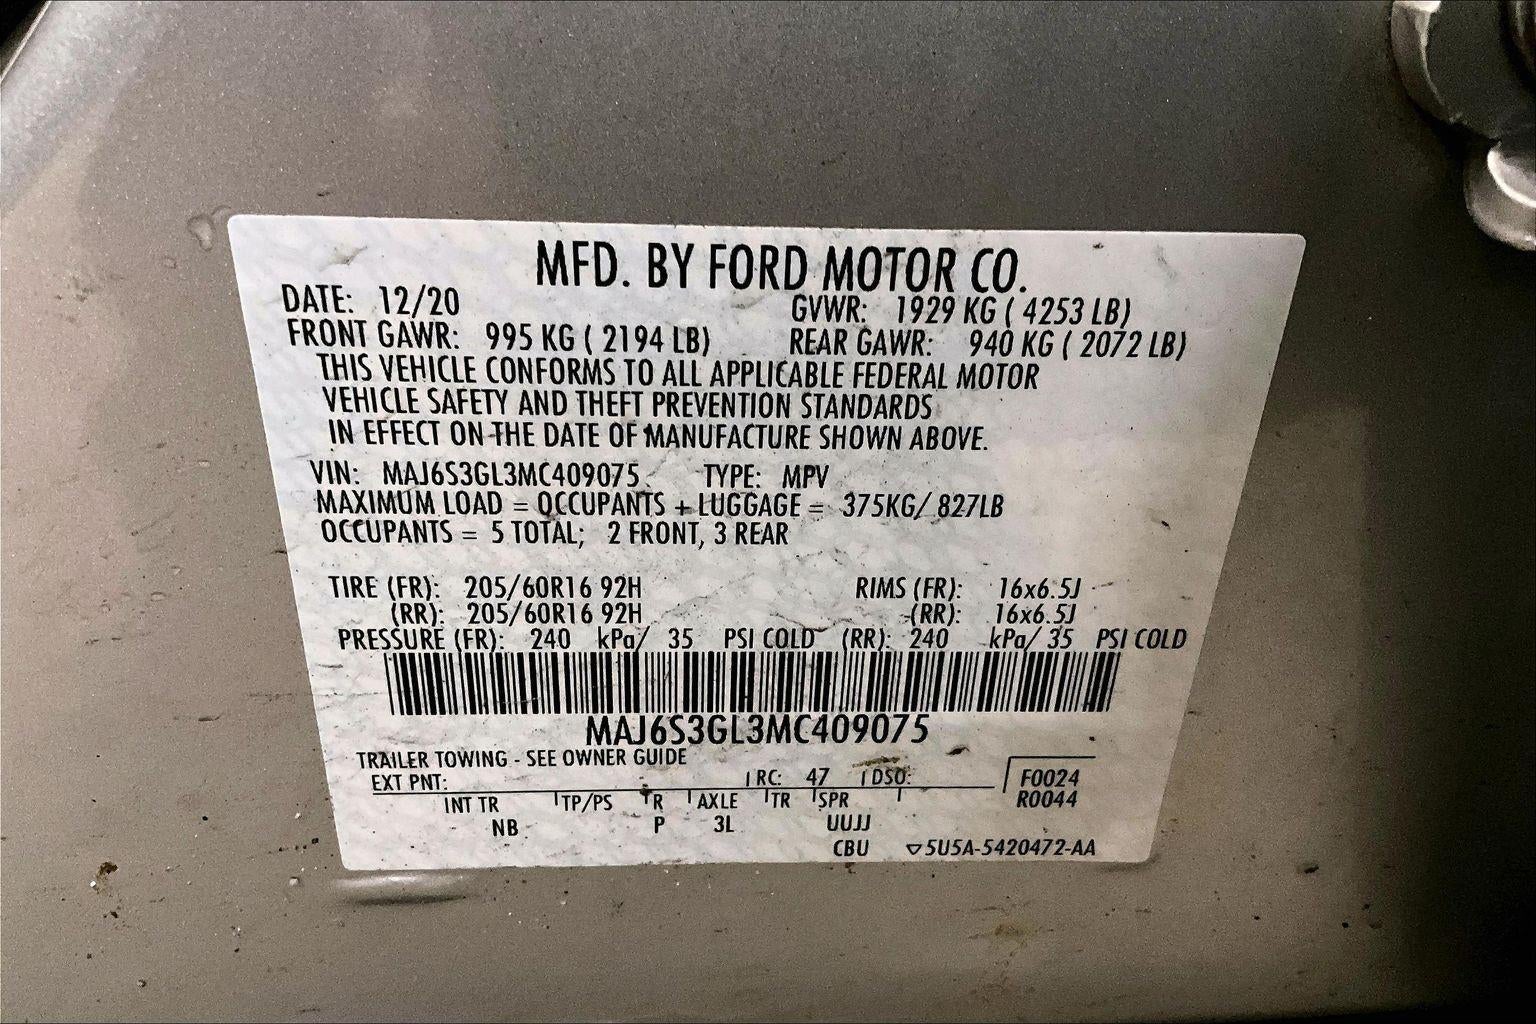 MFD. BY FORD MOTOR CO.
DATE: 12/20 GVWR: 1929 KG ( 4253 LB)
FRONT GAWR: 995 KG ( 2194 LB) REAR GAWR: 940 KG ( 2072 LB)
THIS VEHICLE CONFORMS TO ALL APPLICABLE FEDERAL MOTOR
VEHICLE SAFETY AND THEFT PREVENTION STANDARDS
IN EFFECT ON THE DATE OF MANUFACTURE SHOWN ABOVE.
VIN: MAJ6S3GL3MC409075 TYPE: MPV
MAXIMUM LOAD = OCCUPANTS + LUGGAGE = 375KG/ 827LB
OCCUPANTS = 5 TOTAL; 2 FRONT, 3 REAR
TIRE (FR): 205/60R16 92H RIMS (FR): 16x6.5J
(RR): 205/60R16 92H (RR): 16x6.5J
PRESSURE (FR): 240 kPa/ 35 PSI COLD (RR): 240 kPa/ 35 PSI COLD
MAJ6S3GL3MC409075
TRAILER TOWING - SEE OWNER GUIDE
EXT PNT: RC: 47 DSO: F0024
INT TR TP/PS R AXLE TR SPR R0044
NB P 3L UUJJ
CBU ▽5U5A-5420472-AA